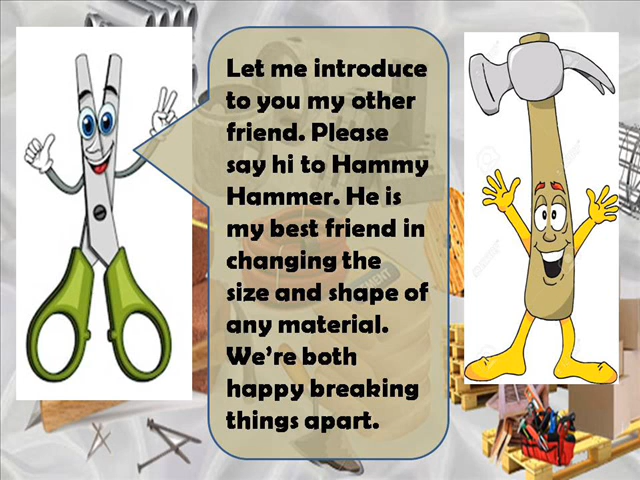 Let me introduce
to you my other
friend. Please
say hi to Hammy
Hammer. He is
my best friend in
changing the
size and shape of
any material.
We’re both
happy breaking
things apart.